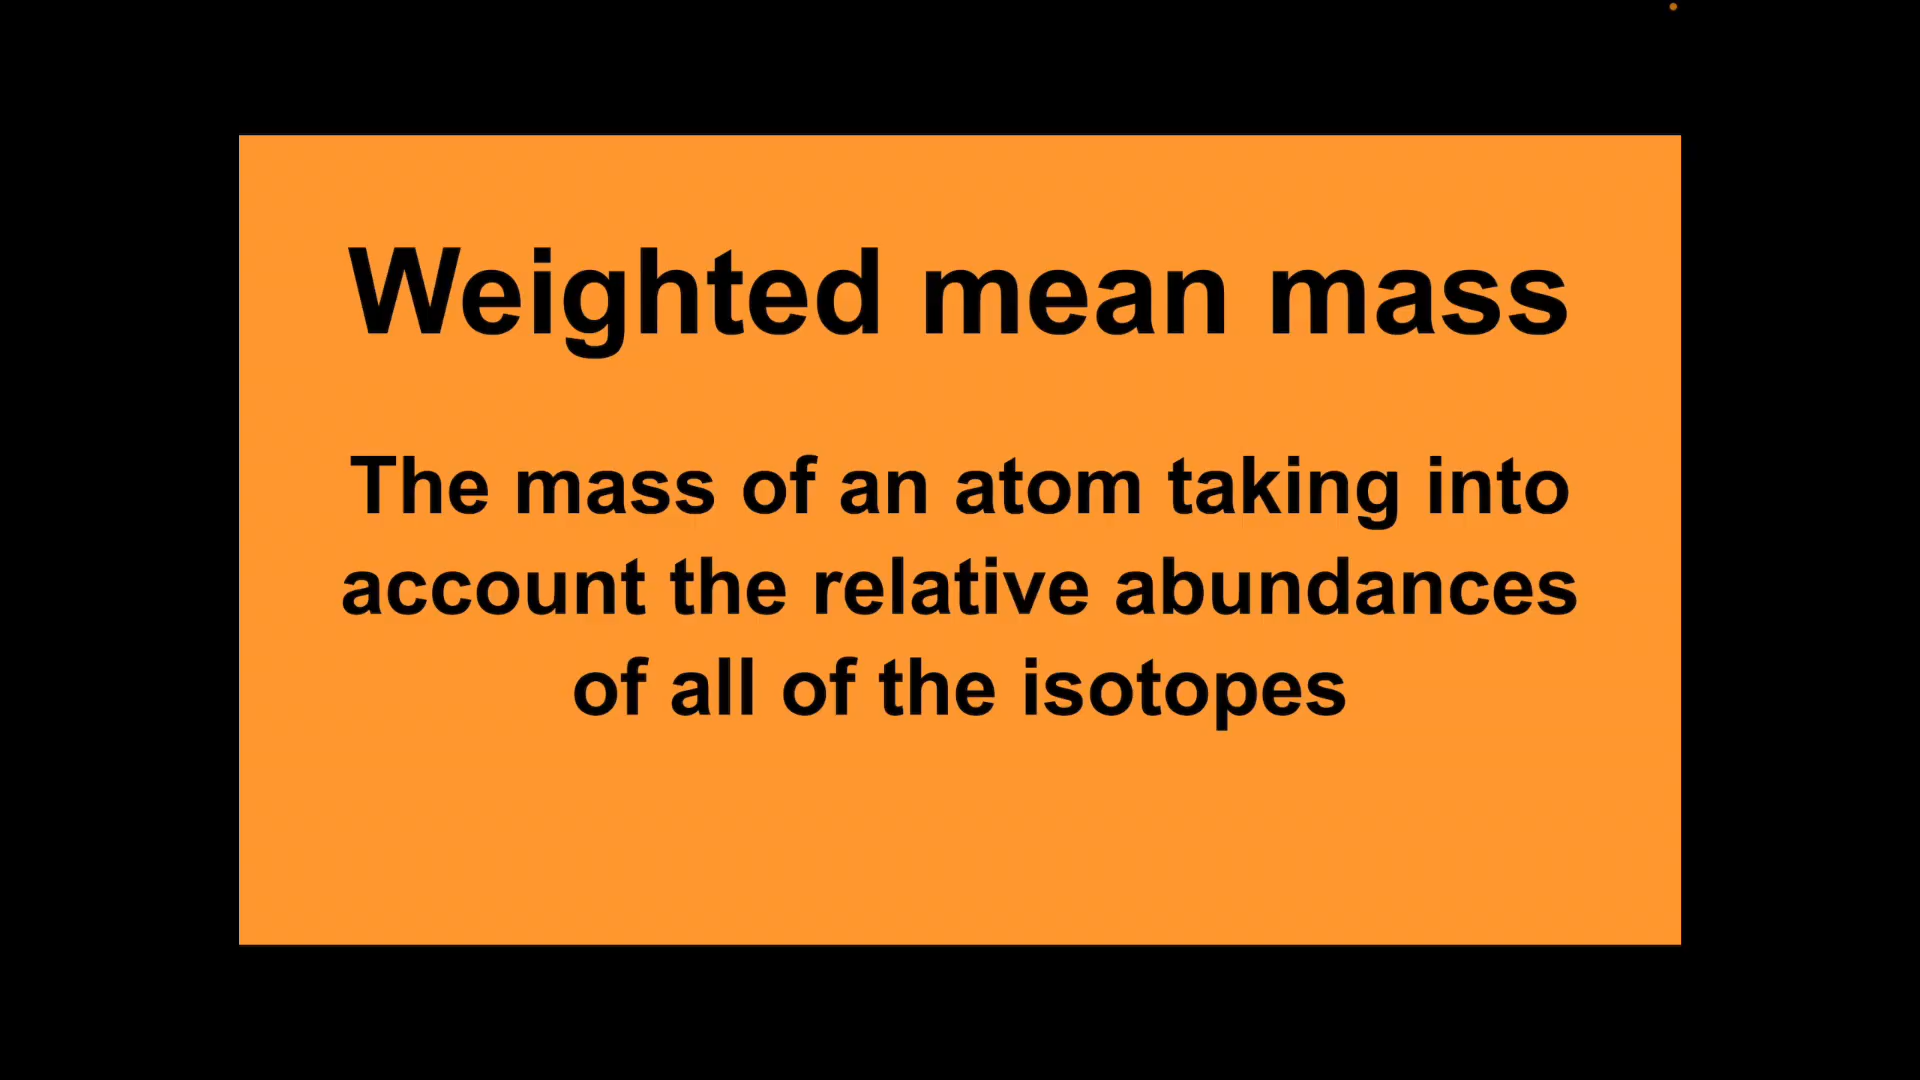 Weighted mean mass
The mass of an atom taking into
account the relative abundances
of all of the isotopes